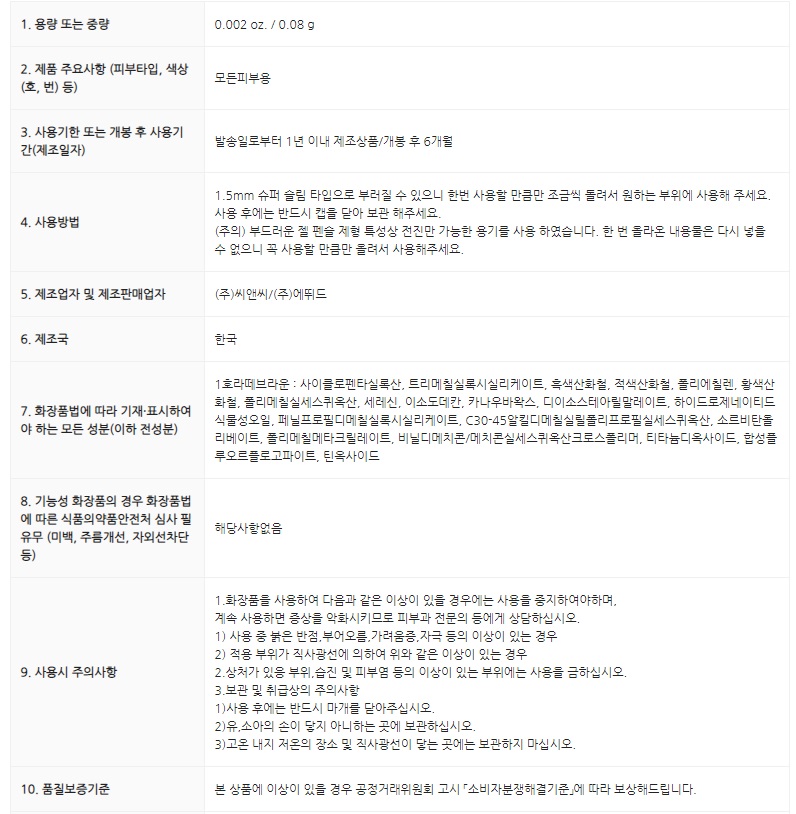 1. 용량 또는 중량
0.002 oz. / 0.08 g
2. 제품 주요사항 (피부타입, 색상
(호, 번) 등)
모든피부용
3. 사용기한 또는 개봉 후 사용기
간(제조일자)
발송일로부터 1년 이내 제조상품/개봉 후 6개월
4. 사용방법
1.5mm 슈퍼 슬림 타입으로 부러질 수 있으니 한번 사용할 만큼만 조금씩 돌려서 원하는 부위에 사용해 주세요.
사용 후에는 반드시 캡을 닫아 보관 해주세요.
(주의) 부드러운 젤 펜슬 제형 특성상 전진만 가능한 용기를 사용 하였습니다. 한 번 올라온 내용물은 다시 넣을
수 없으니 꼭 사용할 만큼만 올려서 사용해주세요.
5. 제조업자 및 제조판매업자
(주)씨앤씨/(주)에뛰드
6. 제조국
한국
7. 화장품법에 따라 기재·표시하여
야 하는 모든 성분(이하 전성분)
1호라떼브라운 : 사이클로펜타실록산, 트리메칠실록시실리케이트, 흑색산화철, 적색산화철, 폴리에칠렌, 황색산
화철, 폴리메칠실세스퀴옥산, 세레신, 이소도데칸, 카나우바왁스, 디이소스테아릴말레이트, 하이드로제네이티드
식물성오일, 페닐프로필디메칠실록시실리케이트, C30-45알킬디메칠실릴폴리프로필실세스퀴옥산, 소르비탄올
리베이트, 폴리메칠메타크릴레이트, 비닐디메치콘/메치콘실세스퀴옥산크로스폴리머, 티타늄디옥사이드, 합성플
루오르플로고파이트, 틴옥사이드
8. 기능성 화장품의 경우 화장품법
에 따른 식품의약품안전처 심사 필
유무 (미백, 주름개선, 자외선차단
등)
해당사항없음
9. 사용시 주의사항
1.화장품을 사용하여 다음과 같은 이상이 있을 경우에는 사용을 중지하여야하며,
계속 사용하면 증상을 악화시키므로 피부과 전문의 등에게 상담하십시오.
1) 사용 중 붉은 반점,부어오름,가려움증,자극 등의 이상이 있는 경우
2) 적용 부위가 직사광선에 의하여 위와 같은 이상이 있는 경우
2.상처가 있응 부위,습진 및 피부염 등의 이상이 있는 부위에는 사용을 금하십시오.
3.보관 및 취급상의 주의사항
1)사용 후에는 반드시 마개를 닫아주십시오.
2)유,소아의 손이 닿지 아니하는 곳에 보관하십시오.
3)고온 내지 저온의 장소 및 직사광선이 닿는 곳에는 보관하지 마십시오.
10. 품질보증기준
본 상품에 이상이 있을 경우 공정거래위원회 고시 「소비자분쟁해결기준」에 따라 보상해드립니다.